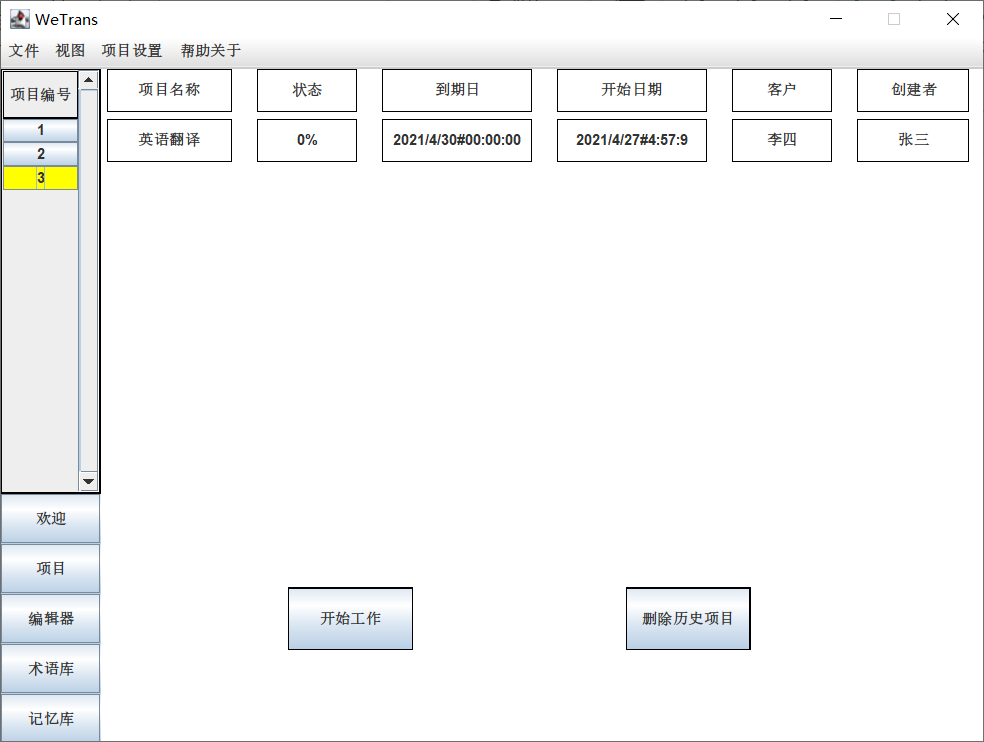 WeTrans
文件 视图 项目设置 帮助关于
项目编号 项目名称 状态 到期日 开始日期 客户 创建者
1 英语翻译 0% 2021/4/30#00:00:00 2021/4/27#4:57:9 李四 张三
2
3
欢迎
项目
编辑器 开始工作 删除历史项目
术语库
记忆库